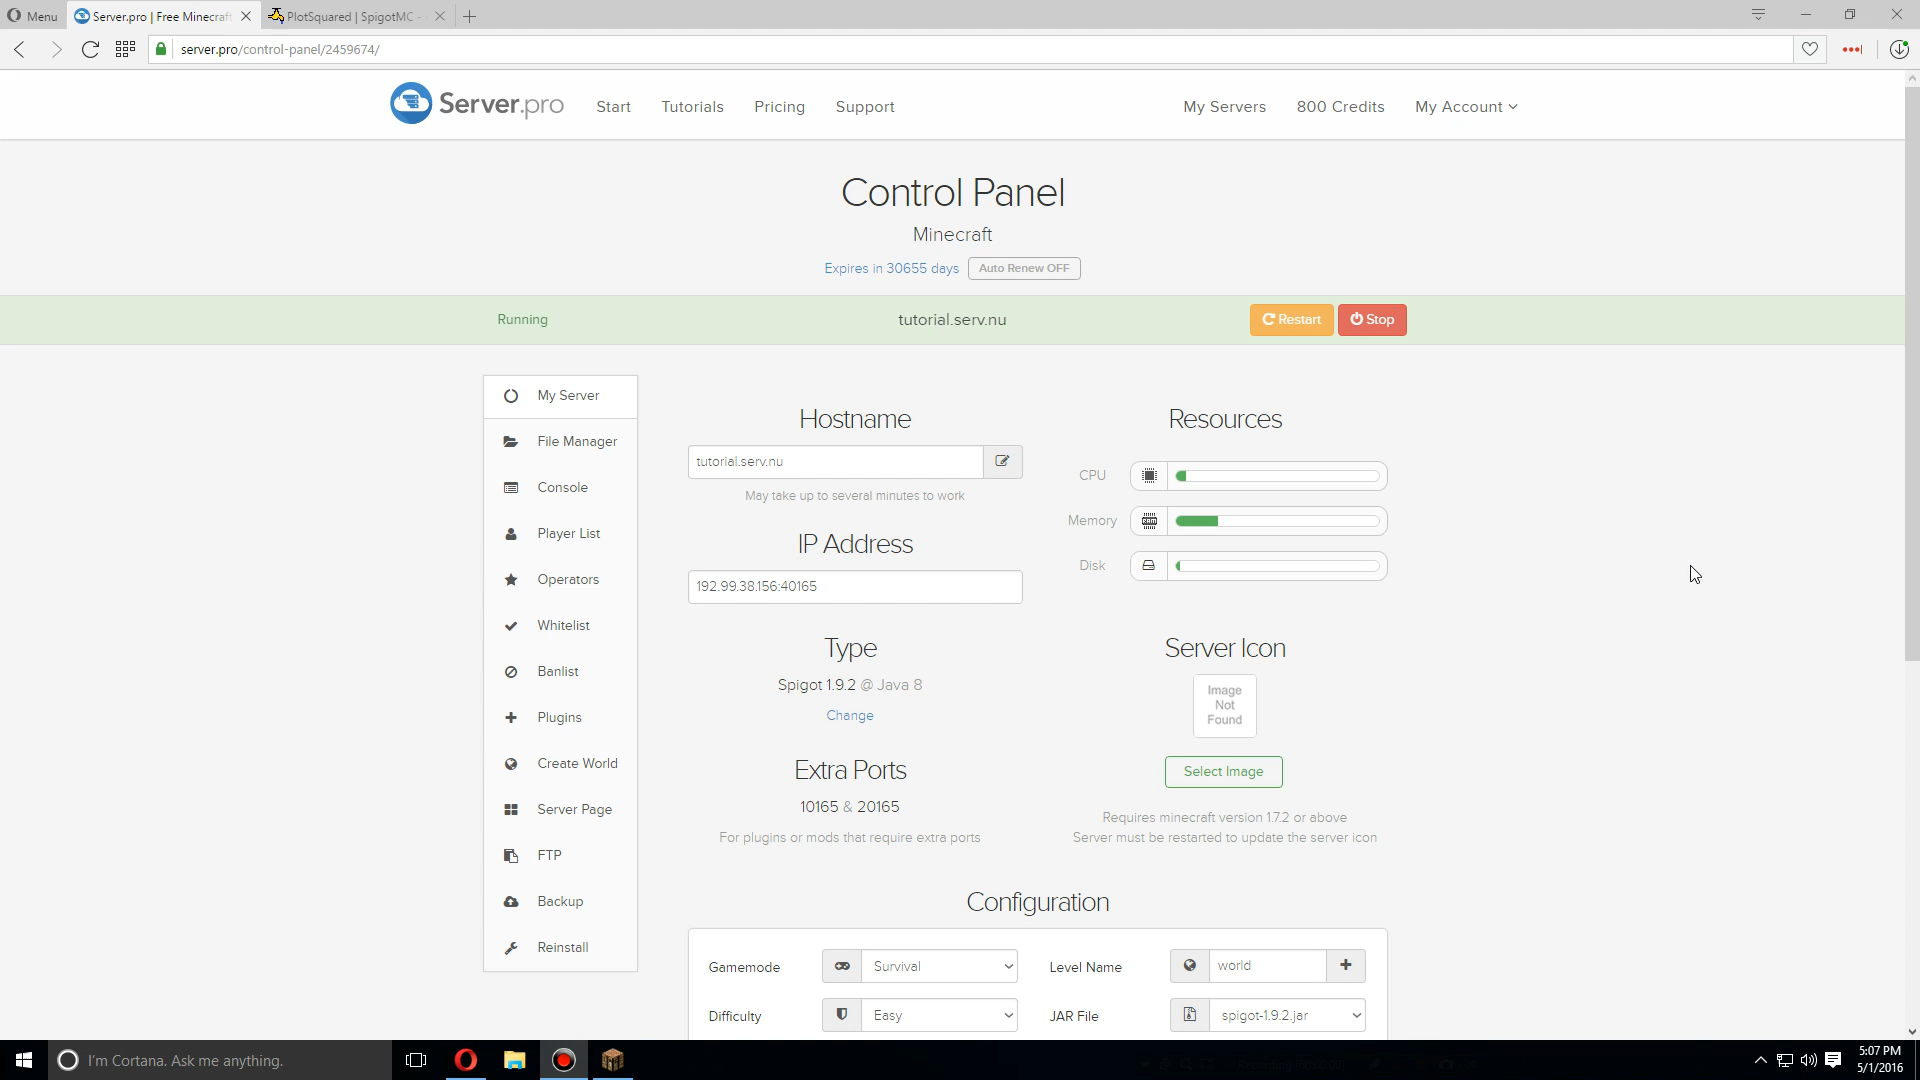 Menu
Server.pro | Free Minecraft
PlotSquared | SpigotMC -
server.pro/control-panel/2459674/
Server.pro
Start
Tutorials
Pricing
Support
My Servers
800 Credits
My Account
Control Panel
Minecraft
Expires in 30655 days
Auto Renew OFF
Running
tutorial.serv.nu
Restart
Stop
My Server
File Manager
Console
Player List
Operators
Whitelist
Banlist
Plugins
Create World
Server Page
FTP
Backup
Reinstall
Hostname
tutorial.serv.nu
May take up to several minutes to work
IP Address
192.99.38.156:40165
Type
Spigot 1.9.2 @ Java 8
Change
Extra Ports
10165 & 20165
For plugins or mods that require extra ports
Resources
CPU
Memory
Disk
Server Icon
Image
Not
Found
Select Image
Requires minecraft version 1.7.2 or above
Server must be restarted to update the server icon
Configuration
Gamemode
Survival
Level Name
world
Difficulty
Easy
JAR File
spigot-1.9.2.jar
I'm Cortana. Ask me anything.
5:07 PM
5/1/2016